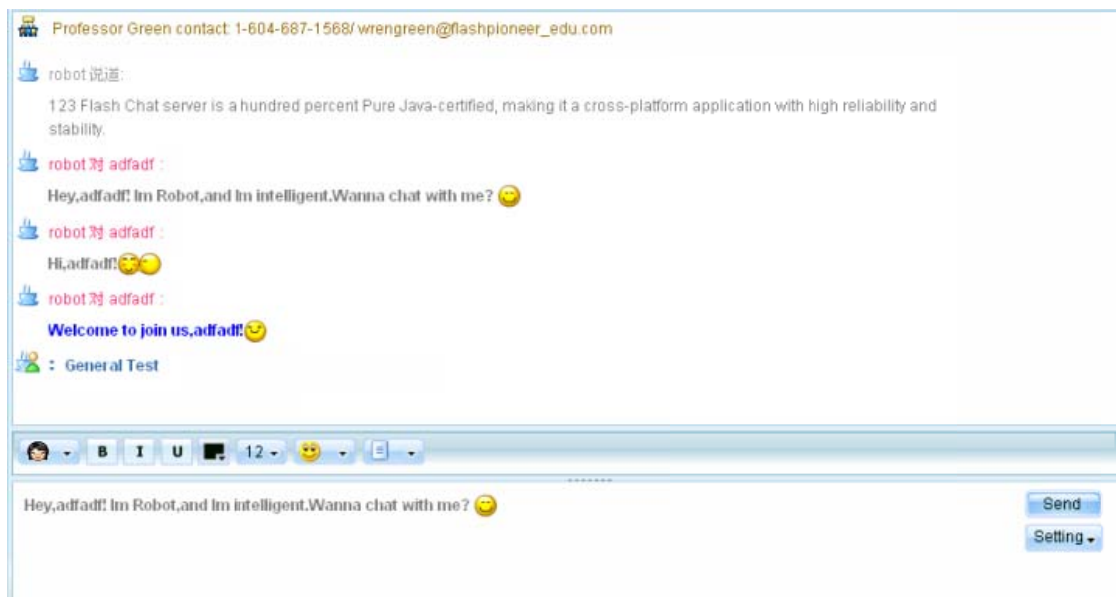 Professor Green contact: 1-604-687-1568/ wrengreen@flashpioneer_edu.com
robot 说道:
123 Flash Chat server is a hundred percent Pure Java-certified, making it a cross-platform application with high reliability and
stability.
robot 对 adfadf :
Hey,adfadf! Im Robot,and Im intelligent.Wanna chat with me?
robot 对 adfadf :
Hi,adfadf!
robot 对 adfadf :
Welcome to join us,adfadf!
: General Test
B I U 12
Hey,adfadf! Im Robot,and Im intelligent.Wanna chat with me?
Send
Setting